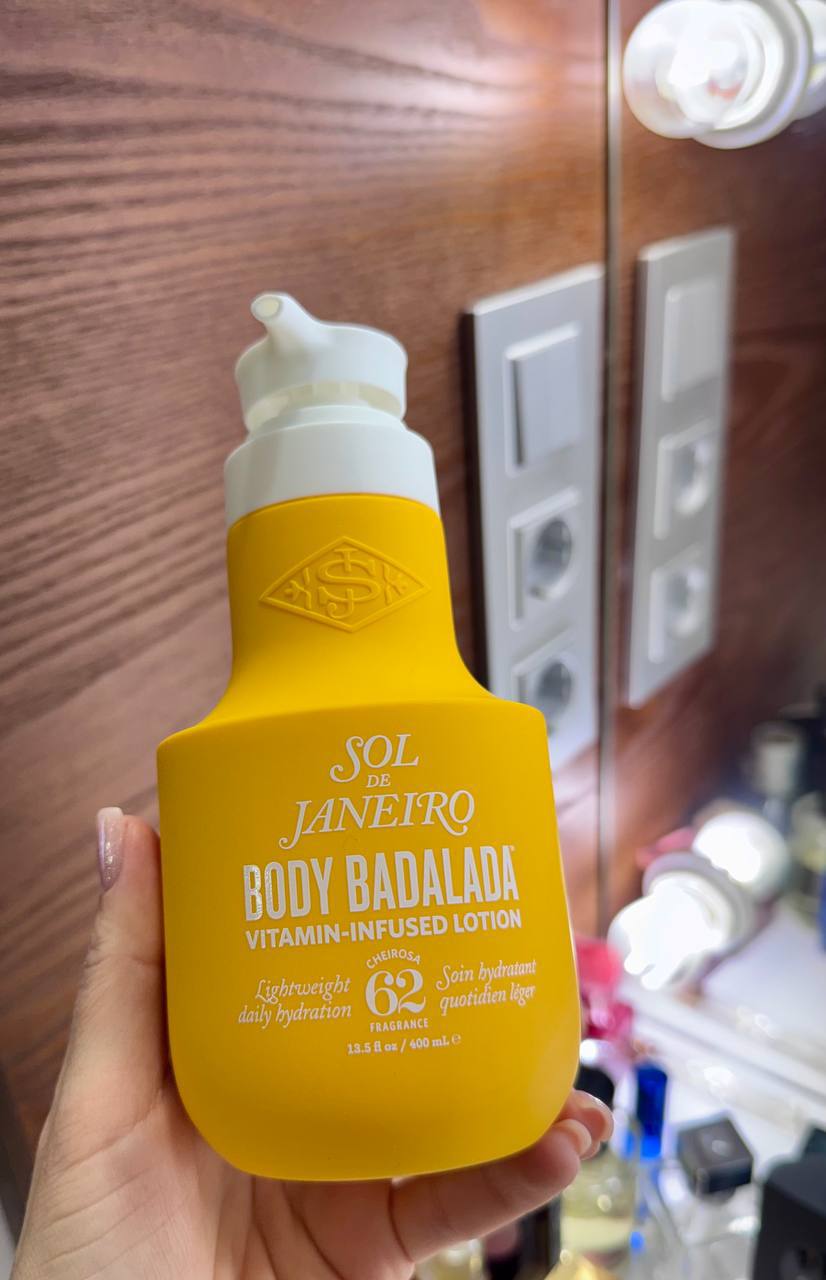 SJ
SOL
DE
JANEIRO
BODY BADALADA
VITAMIN-INFUSED LOTION
Lightweight
daily hydration
CHEIROSA
62
FRAGRANCE
Soin hydratant
quotidien léger
13.5 fl oz / 400 mL ℮